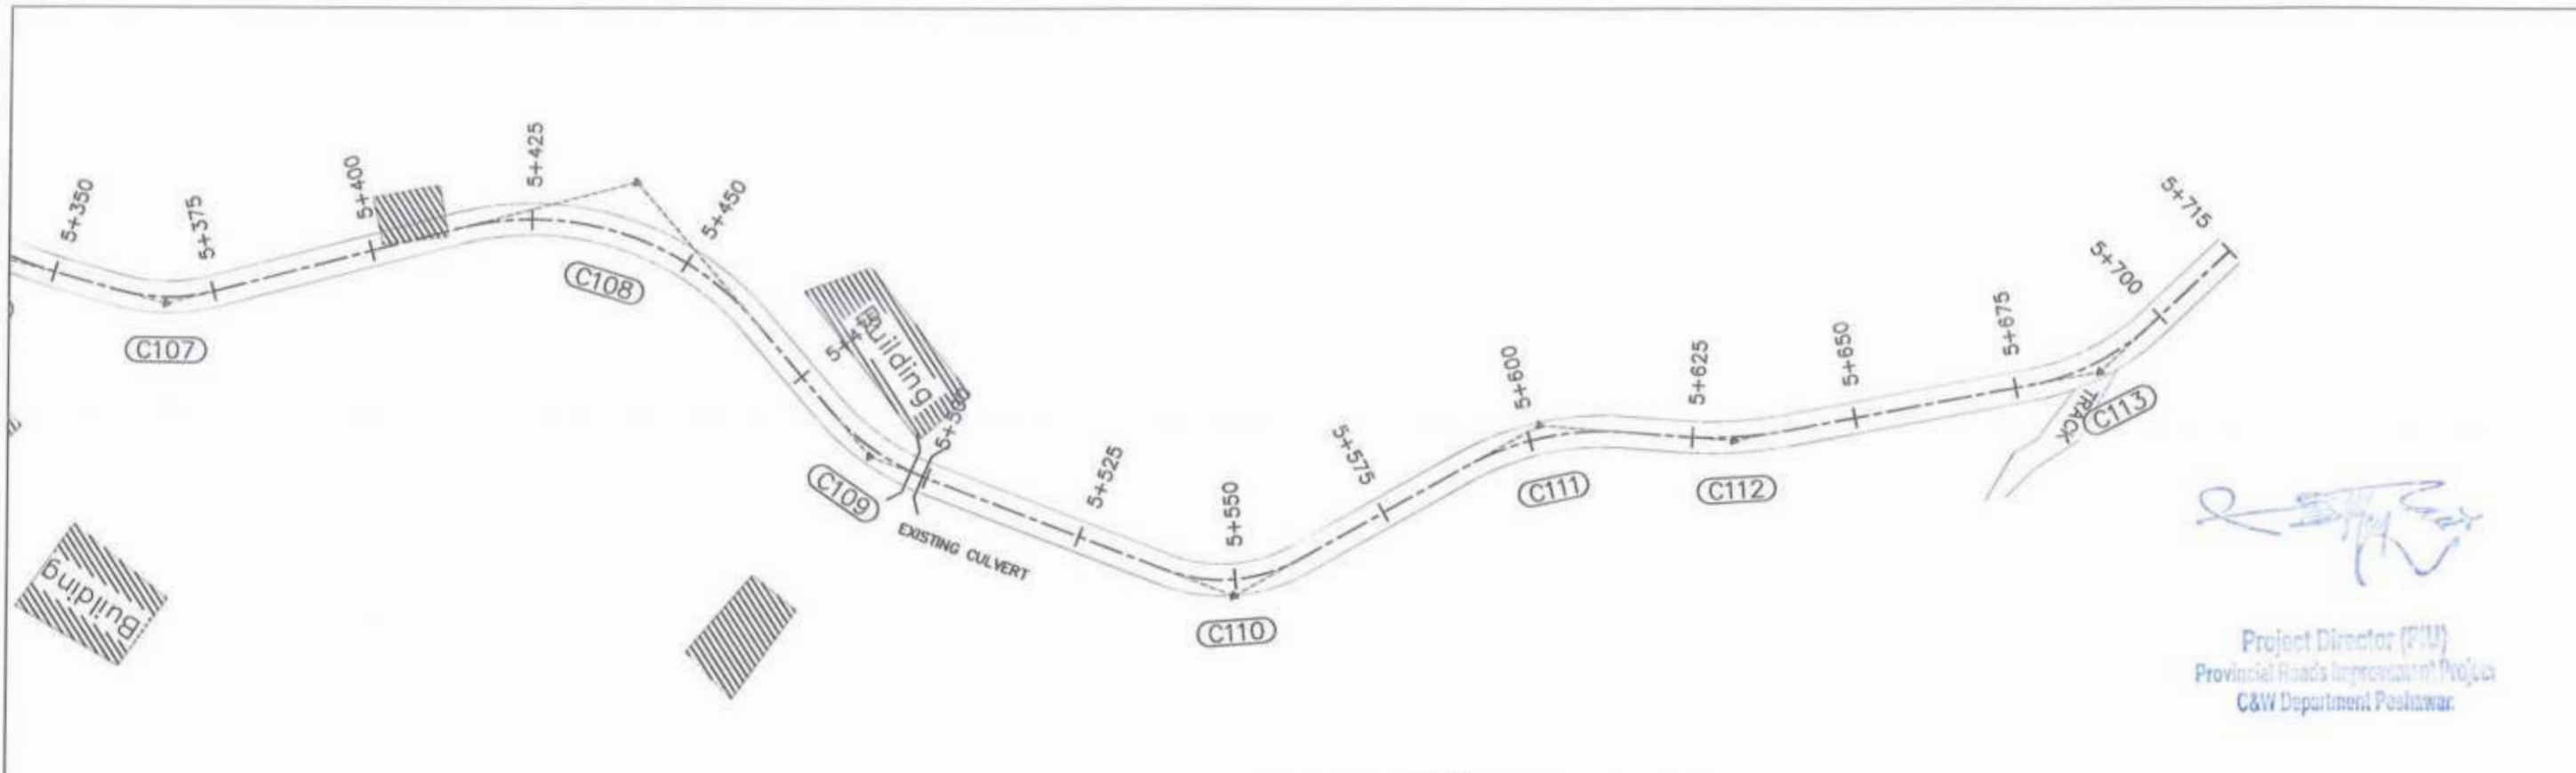 5+350
5+375
5+400
5+425
5+450
Building
5+500
5+525
5+550
5+575
5+600
5+625
5+650
5+675
5+700
5+715
C107
C108
C109
EXISTING CULVERT
C110
C111
C112
C113
TRACK
Building
Project Director (PIU)
Provincial Roads Improvement Project
C&W Department Peshawar.